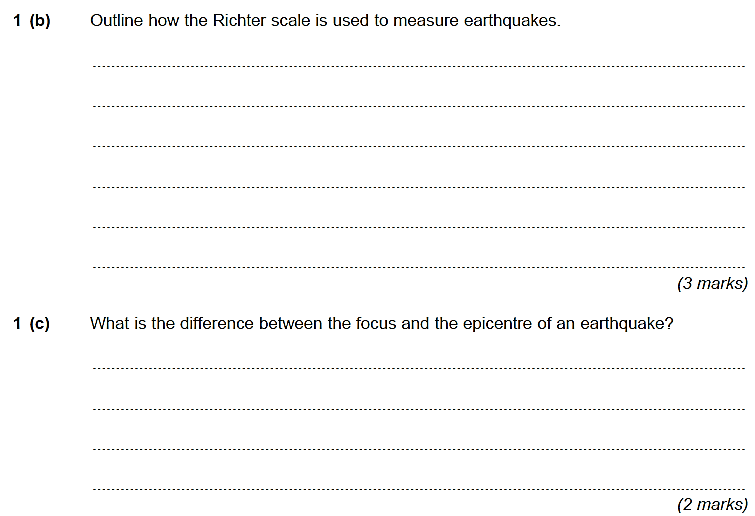 1 (b) Outline how the Richter scale is used to measure earthquakes.
(3 marks)
1 (c) What is the difference between the focus and the epicentre of an earthquake?
(2 marks)